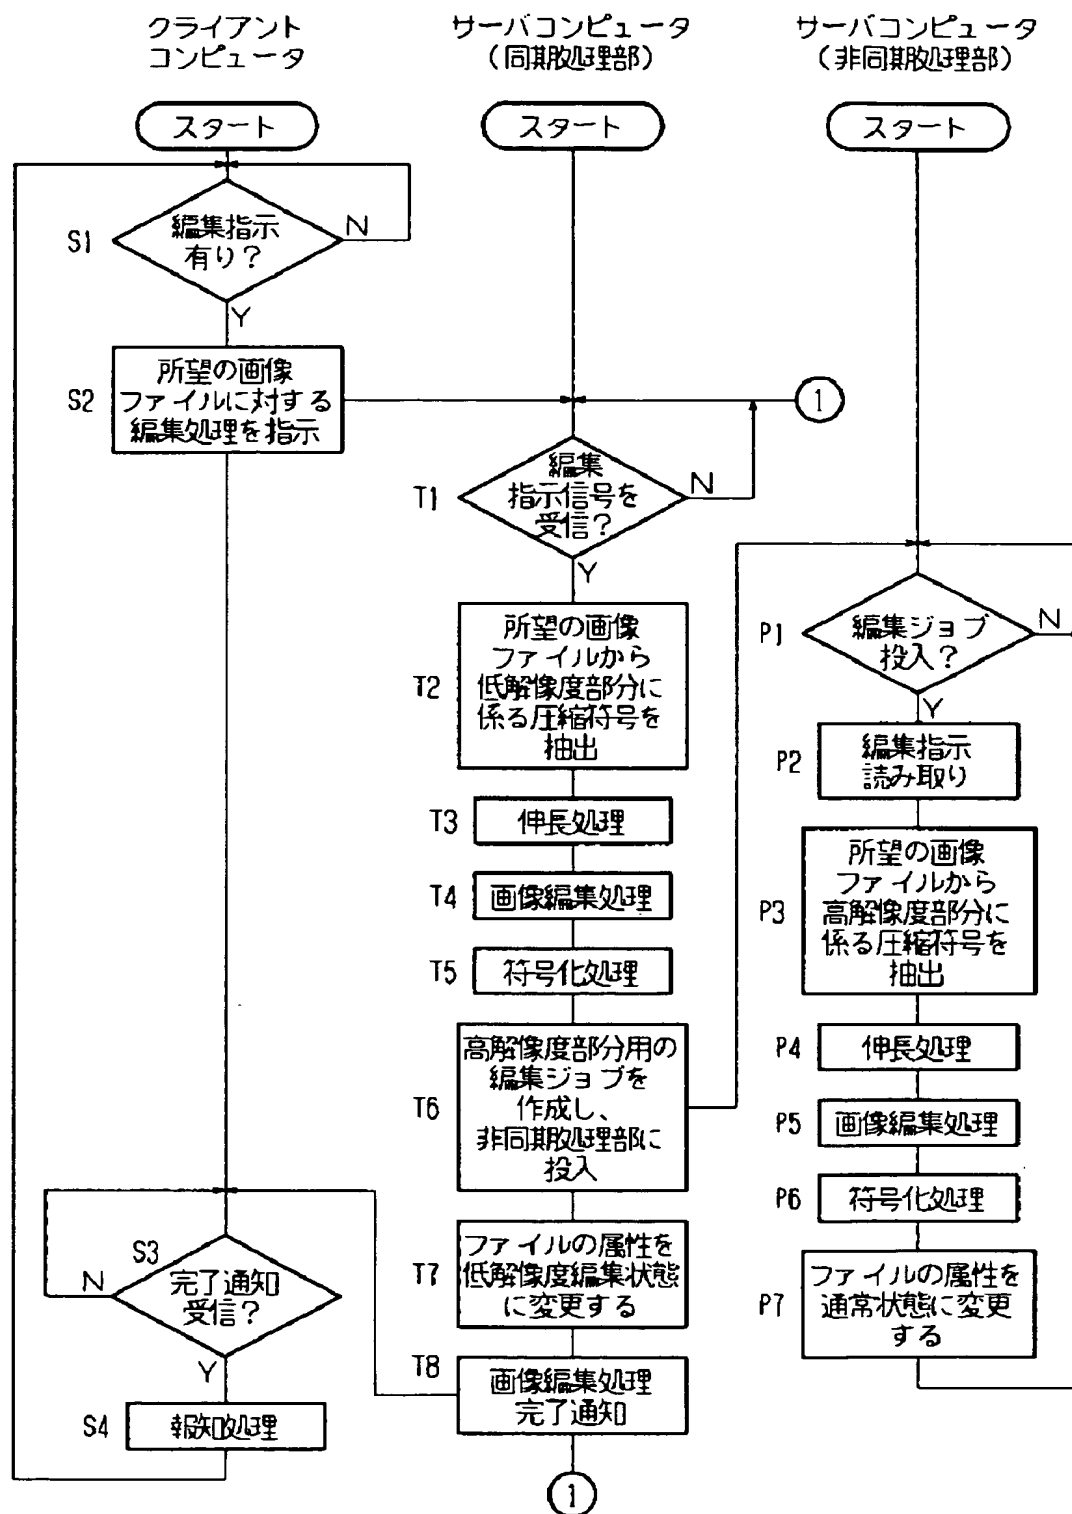 クライアント
コンピュータ
スタート
S1
編集指示
有り?
N
Y
S2
所望の画像
ファイルに対する
編集処理を指示
S3
完了通知
受信?
N
Y
S4
報知処理
サーバコンピュータ
(同期処理部)
スタート
1
T1
編集
指示信号を
受信?
N
Y
T2
所望の画像
ファイルから
低解像度部分に
係る圧縮符号を
抽出
T3
伸長処理
T4
画像編集処理
T5
符号化処理
T6
高解像度部分用の
編集ジョブを
作成し、
非同期処理部に
投入
T7
ファイルの属性を
低解像度編集状態
に変更する
T8
画像編集処理
完了通知
1
サーバコンピュータ
(非同期処理部)
スタート
P1
編集ジョブ
投入?
N
Y
P2
編集指示
読み取り
P3
所望の画像
ファイルから
高解像度部分に
係る圧縮符号を
抽出
P4
伸長処理
P5
画像編集処理
P6
符号化処理
P7
ファイルの属性を
通常状態に変更
する